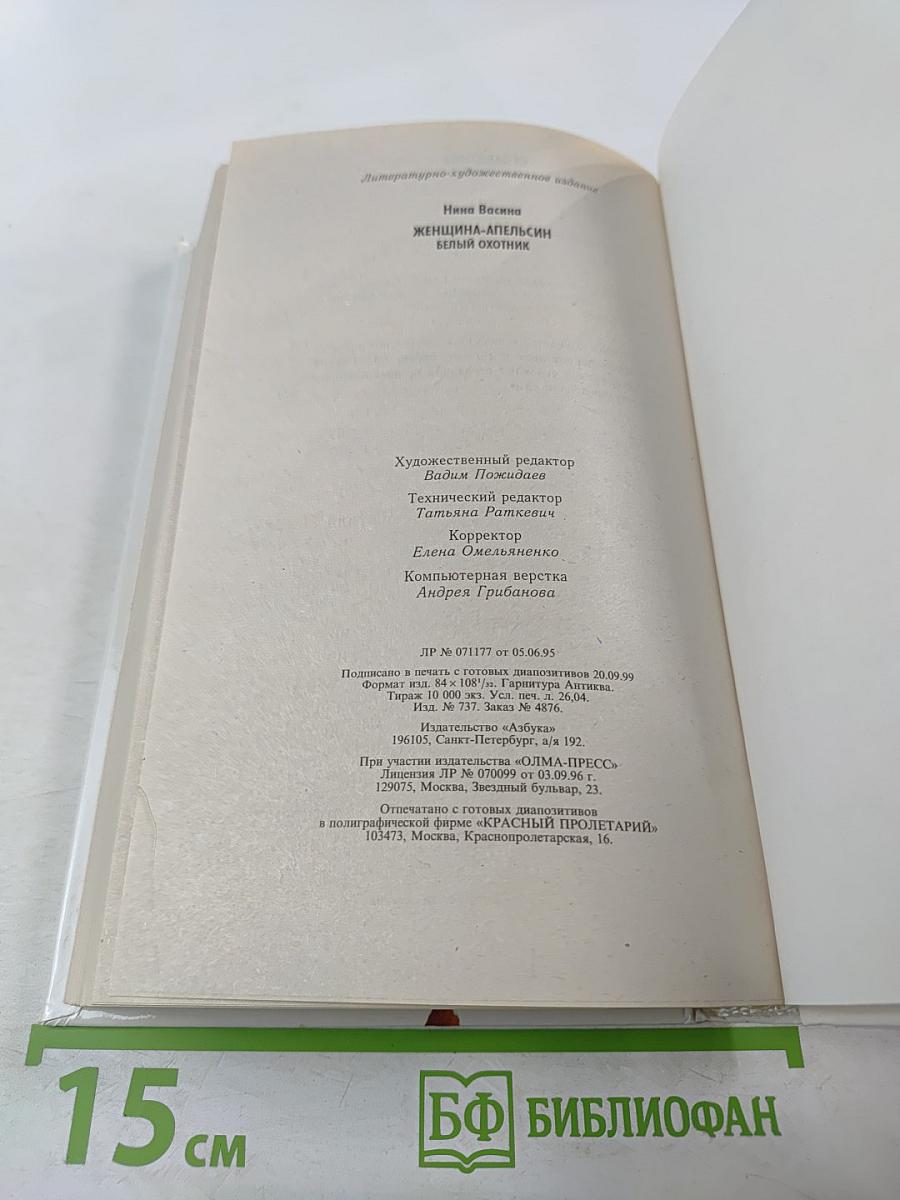 Литературно-художественное издание
Нина Васина
ЖЕНЩИНА-АПЕЛЬСИН
БЕЛЫЙ ОХОТНИК
Художественный редактор
Вадим Пожидаев
Технический редактор
Татьяна Раткевич
Корректор
Елена Омельяненко
Компьютерная верстка
Андрея Грибанова
ЛР № 071177 от 05.06.95
Подписано в печать с готовых диапозитивов 20.09.99
Формат изд. 84 × 108¹/₃₂. Гарнитура Антиква.
Тираж 10 000 экз. Усл. печ. л. 26,04.
Изд. № 737. Заказ № 4876.
Издательство «Азбука»
196105, Санкт-Петербург, а/я 192.
При участии издательства «ОЛМА-ПРЕСС»
Лицензия ЛР № 070099 от 03.09.96 г.
129075, Москва, Звездный бульвар, 23.
Отпечатано с готовых диапозитивов
в полиграфической фирме «КРАСНЫЙ ПРОЛЕТАРИЙ»
103473, Москва, Краснопролетарская, 16.
15 см
БФ БИБЛИОФАН